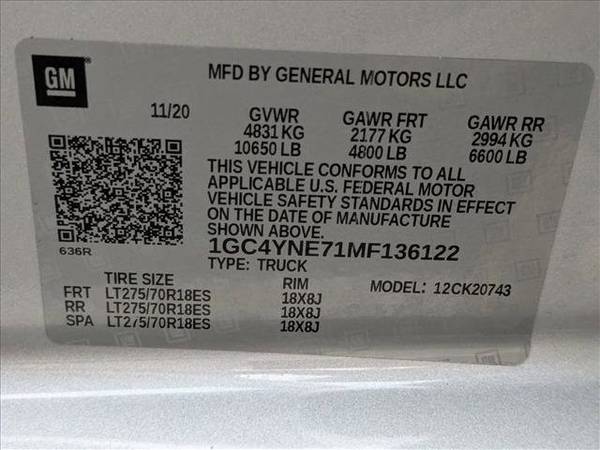 GM
MFD BY GENERAL MOTORS LLC
11/20 GVWR GAWR FRT GAWR RR
4831 KG 2177 KG 2994 KG
10650 LB 4800 LB 6600 LB
THIS VEHICLE CONFORMS TO ALL
APPLICABLE U.S. FEDERAL MOTOR
VEHICLE SAFETY STANDARDS IN EFFECT
ON THE DATE OF MANUFACTURE
SHOWN ABOVE.
636R
1GC4YNE71MF136122
TYPE: TRUCK
TIRE SIZE RIM MODEL: 12CK20743
FRT LT275/70R18ES 18X8J
RR LT275/70R18ES 18X8J
SPA LT275/70R18ES 18X8J